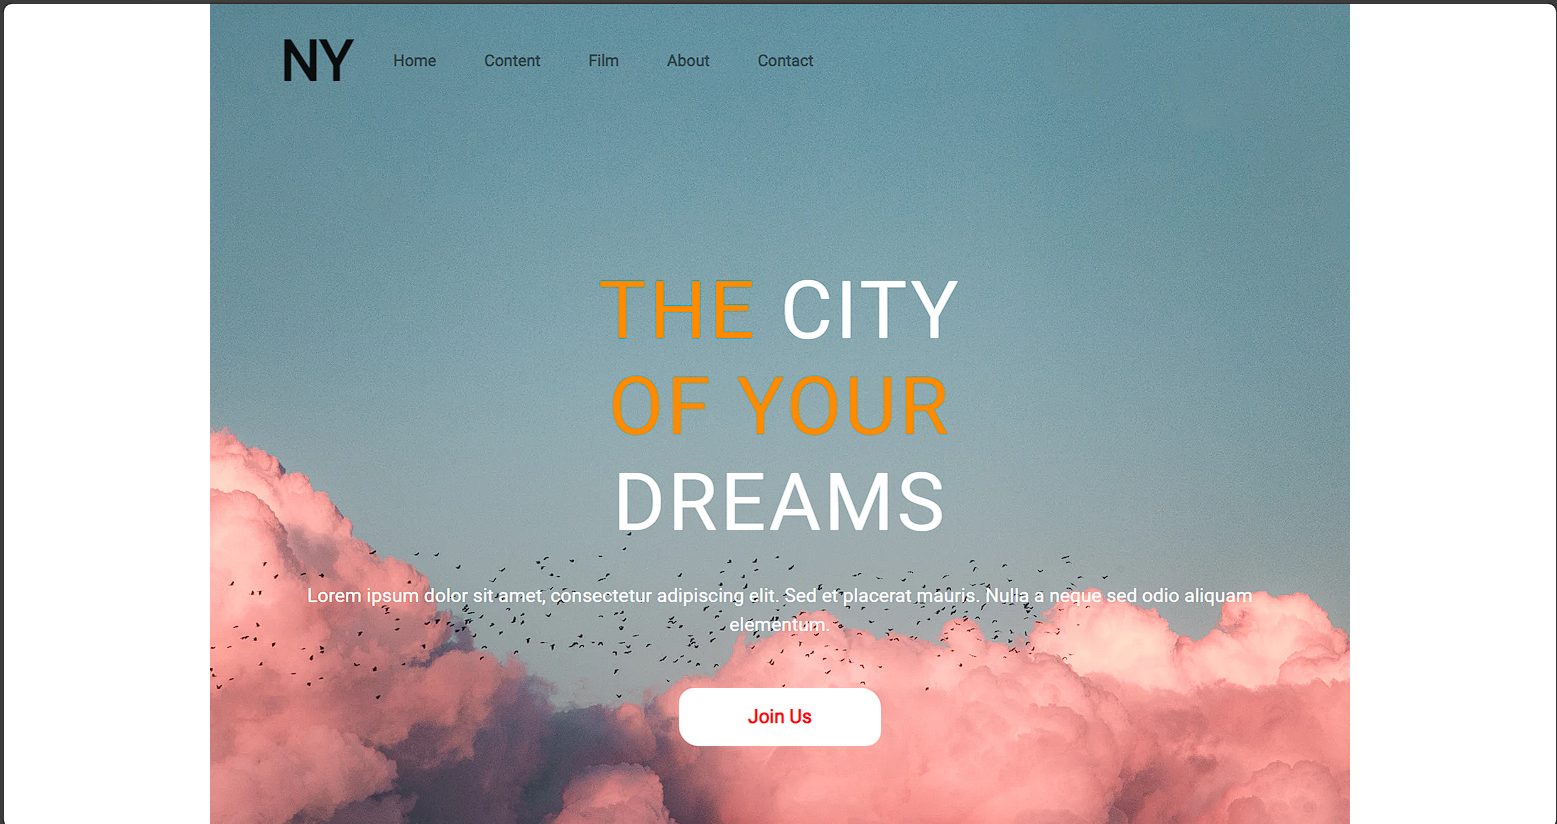 NY
Home Content Film About Contact
THE CITY
OF YOUR
DREAMS
Lorem ipsum dolor sit amet, consectetur adipiscing elit. Sed et placerat mauris. Nulla a neque sed odio aliquam
elementum.
Join Us